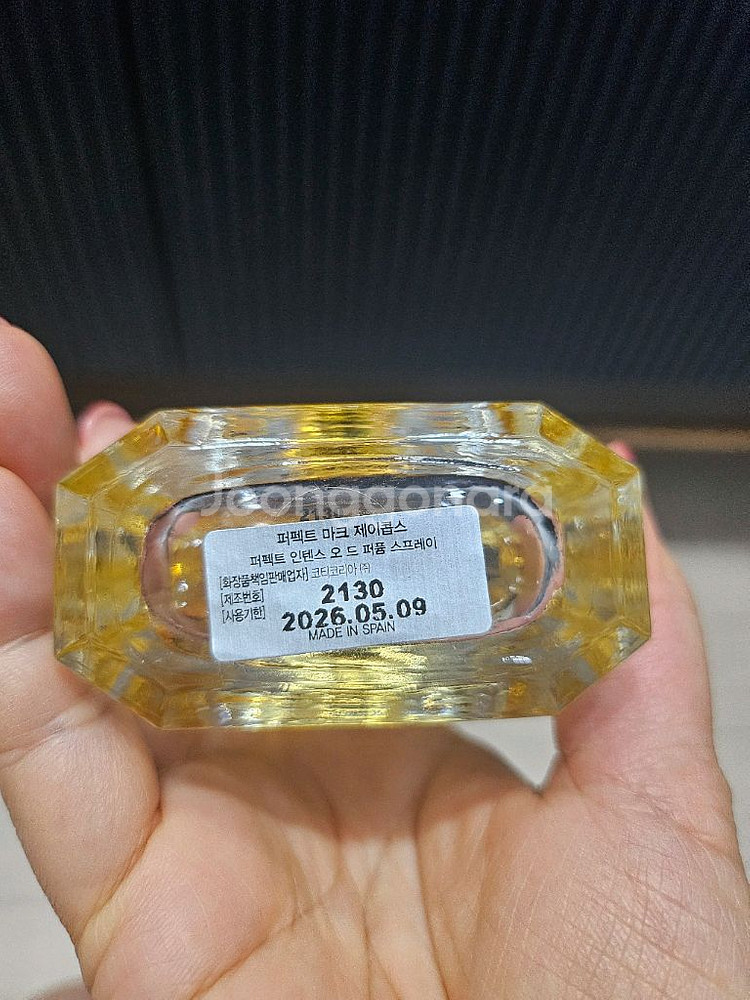 Joonggonara
퍼펙트 마크 제이콥스
퍼펙트 인텐스 오 드 퍼퓸 스프레이
[화장품책임판매업자] 코티코리아 (주)
[제조번호] 2130
[사용기한] 2026.05.09
MADE IN SPAIN